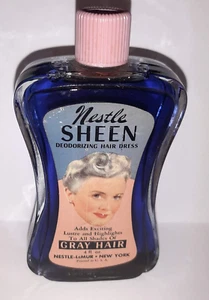 Nestle
SHEEN
DEODORIZING HAIR DRESS
Adds Exciting
Lustre and Highlights
To All Shades Of
GRAY HAIR
NESTLE-LEMUR • NEW YORK